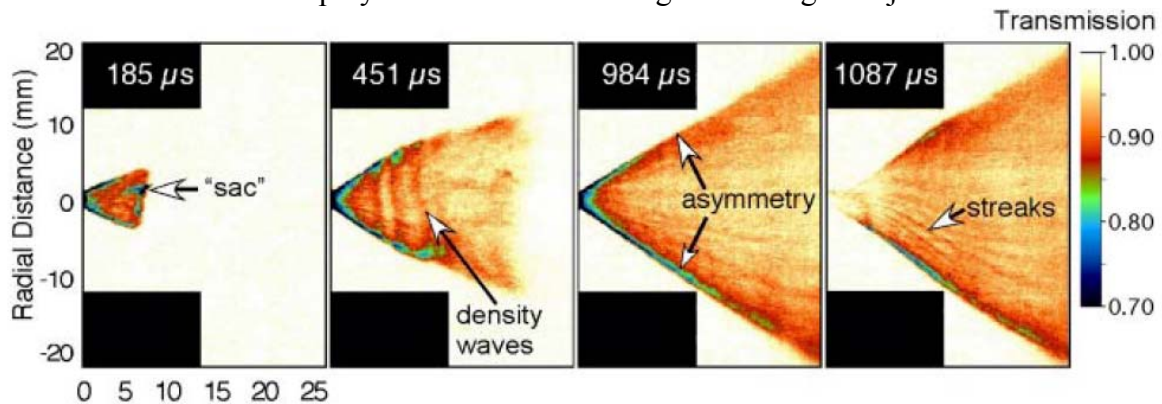 Transmission
20
10
0
-10
-20
Radial Distance (mm)
185 µs
"sac"
451 µs
density
waves
984 µs
asymmetry
1087 µs
streaks
1.00
0.90
0.80
0.70
0 5 10 15 20 25